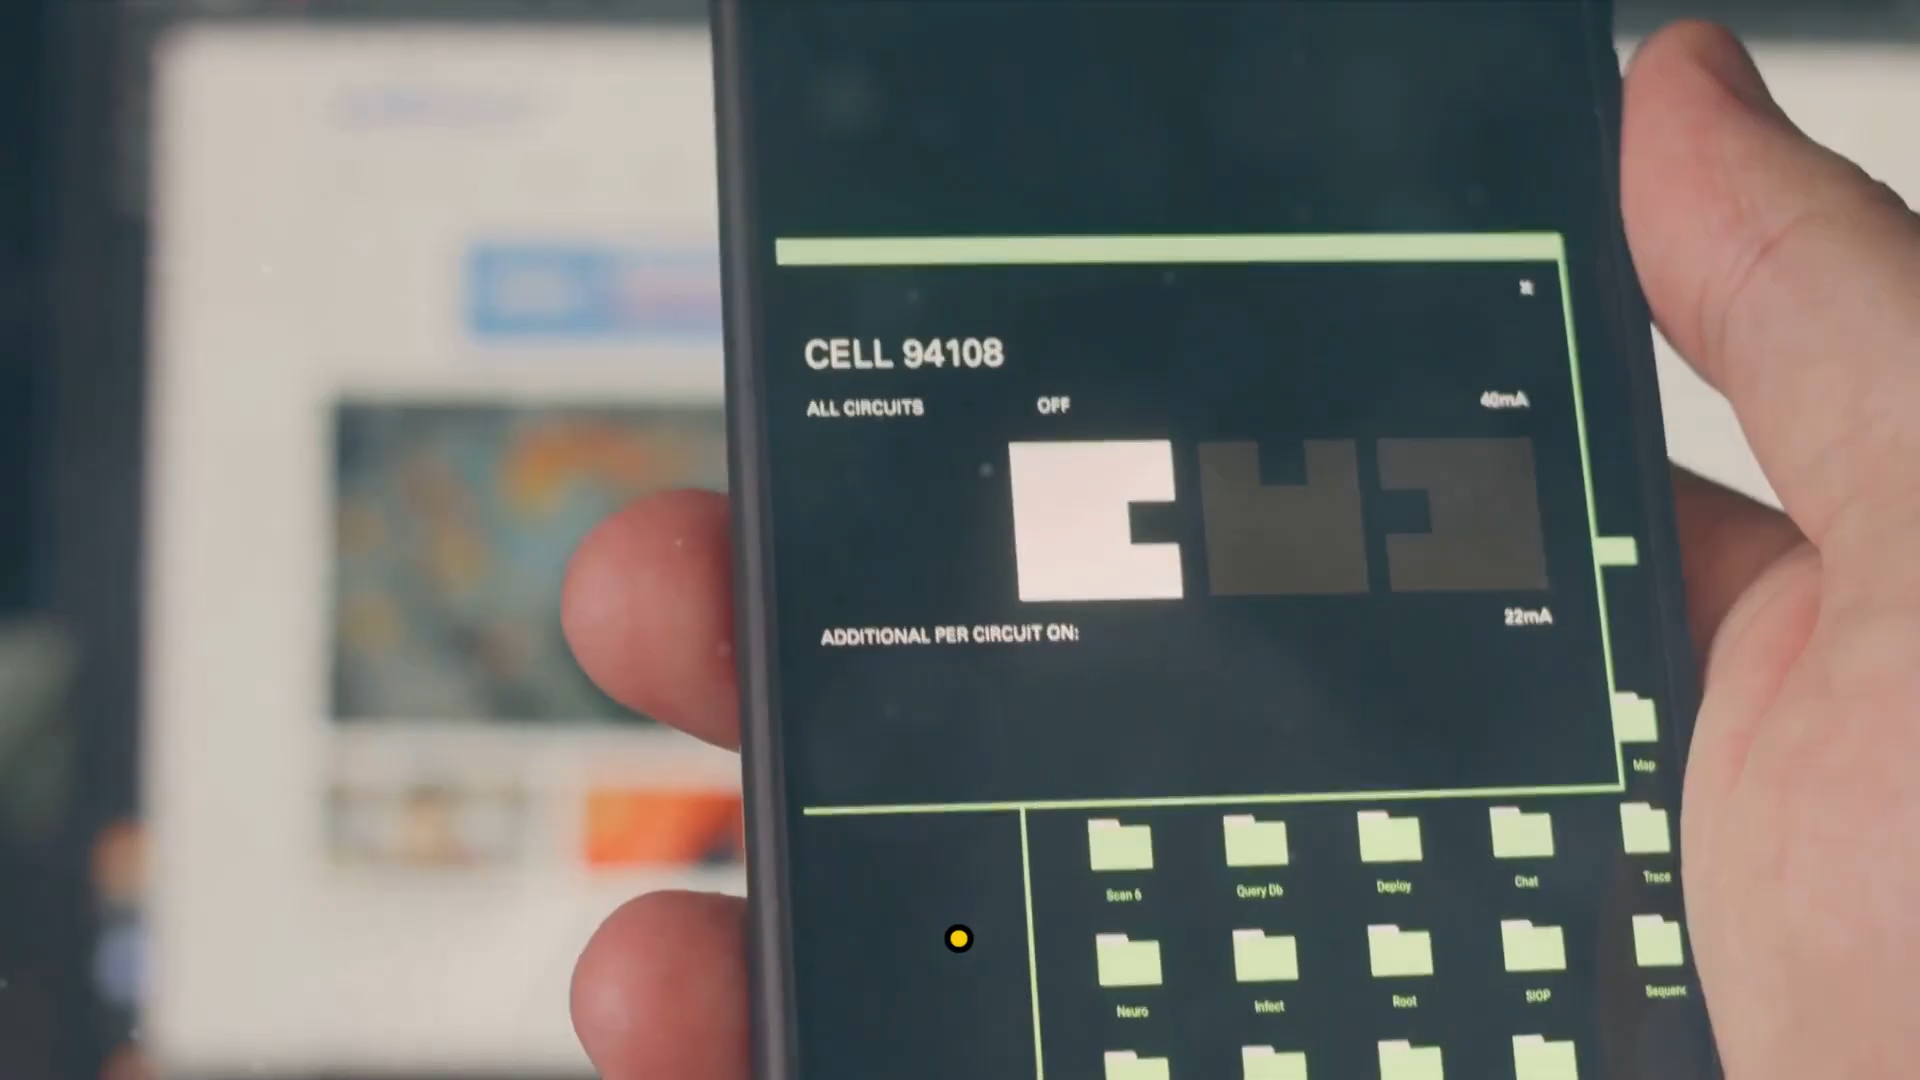 CELL 94108
ALL CIRCUITS OFF 40mA
ADDITIONAL PER CIRCUIT ON: 22mA
Map
Scan 6 Query Db Deploy Chat Trace
Neuro Infect Root SIOP Sequenc